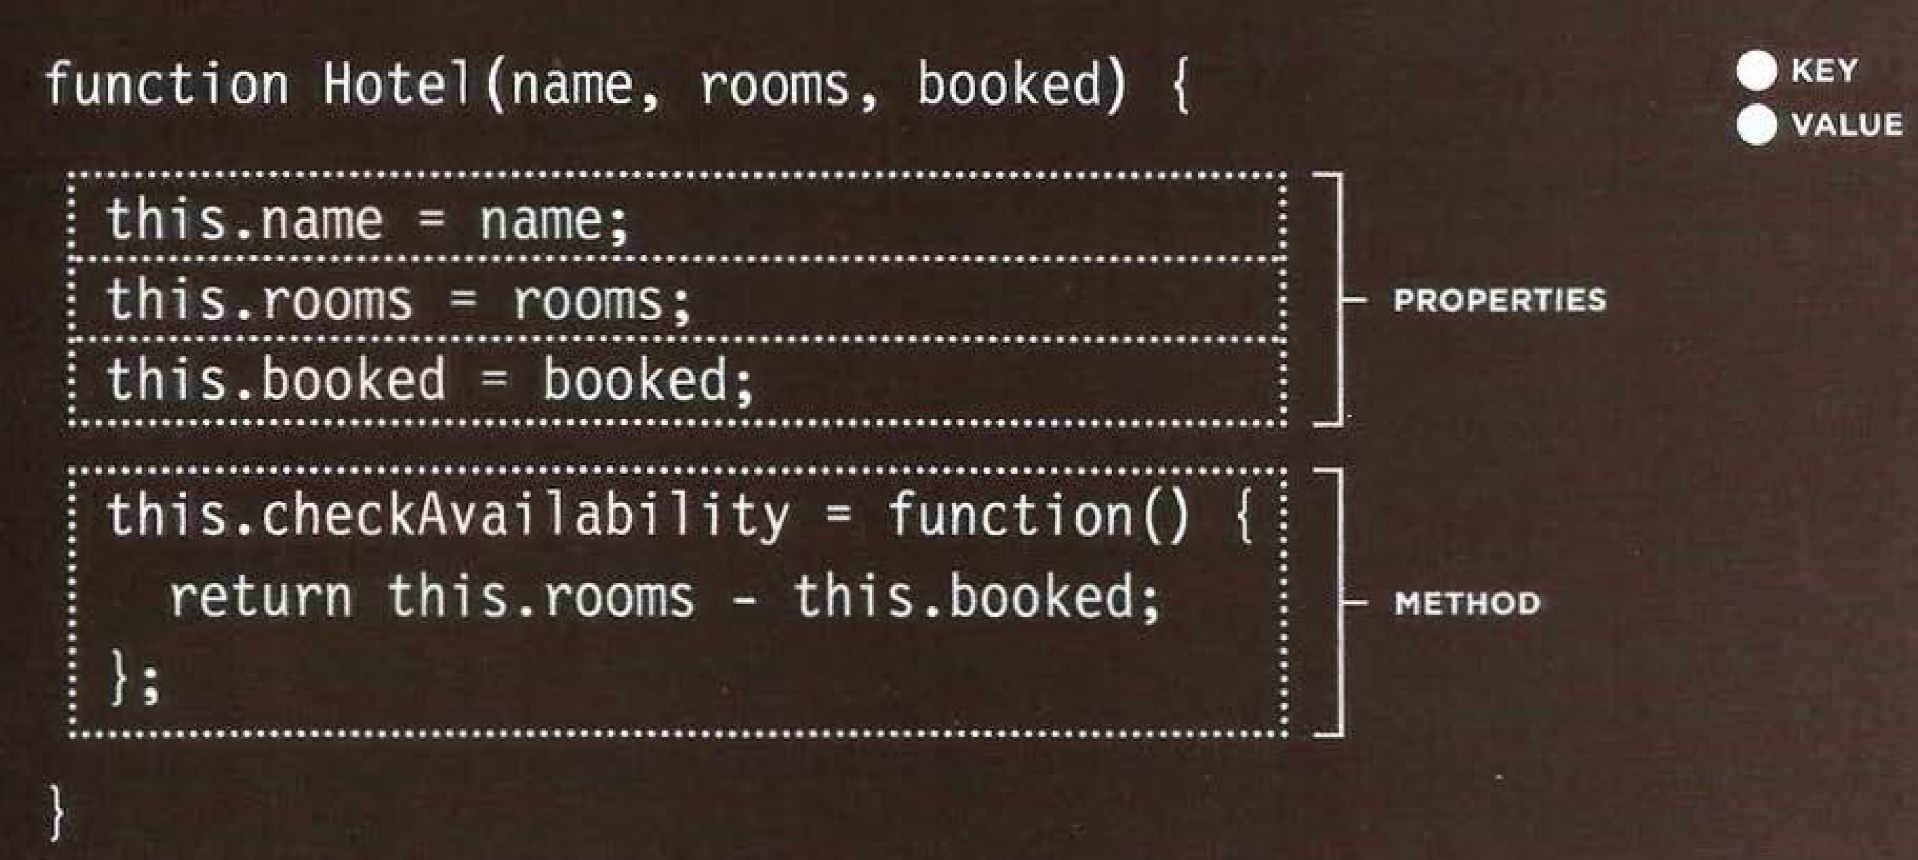 function Hotel(name, rooms, booked) {
KEY
VALUE
this.name = name;
this.rooms = rooms;
this.booked = booked;
PROPERTIES
this.checkAvailability = function() {
return this.rooms - this.booked;
};
METHOD
}